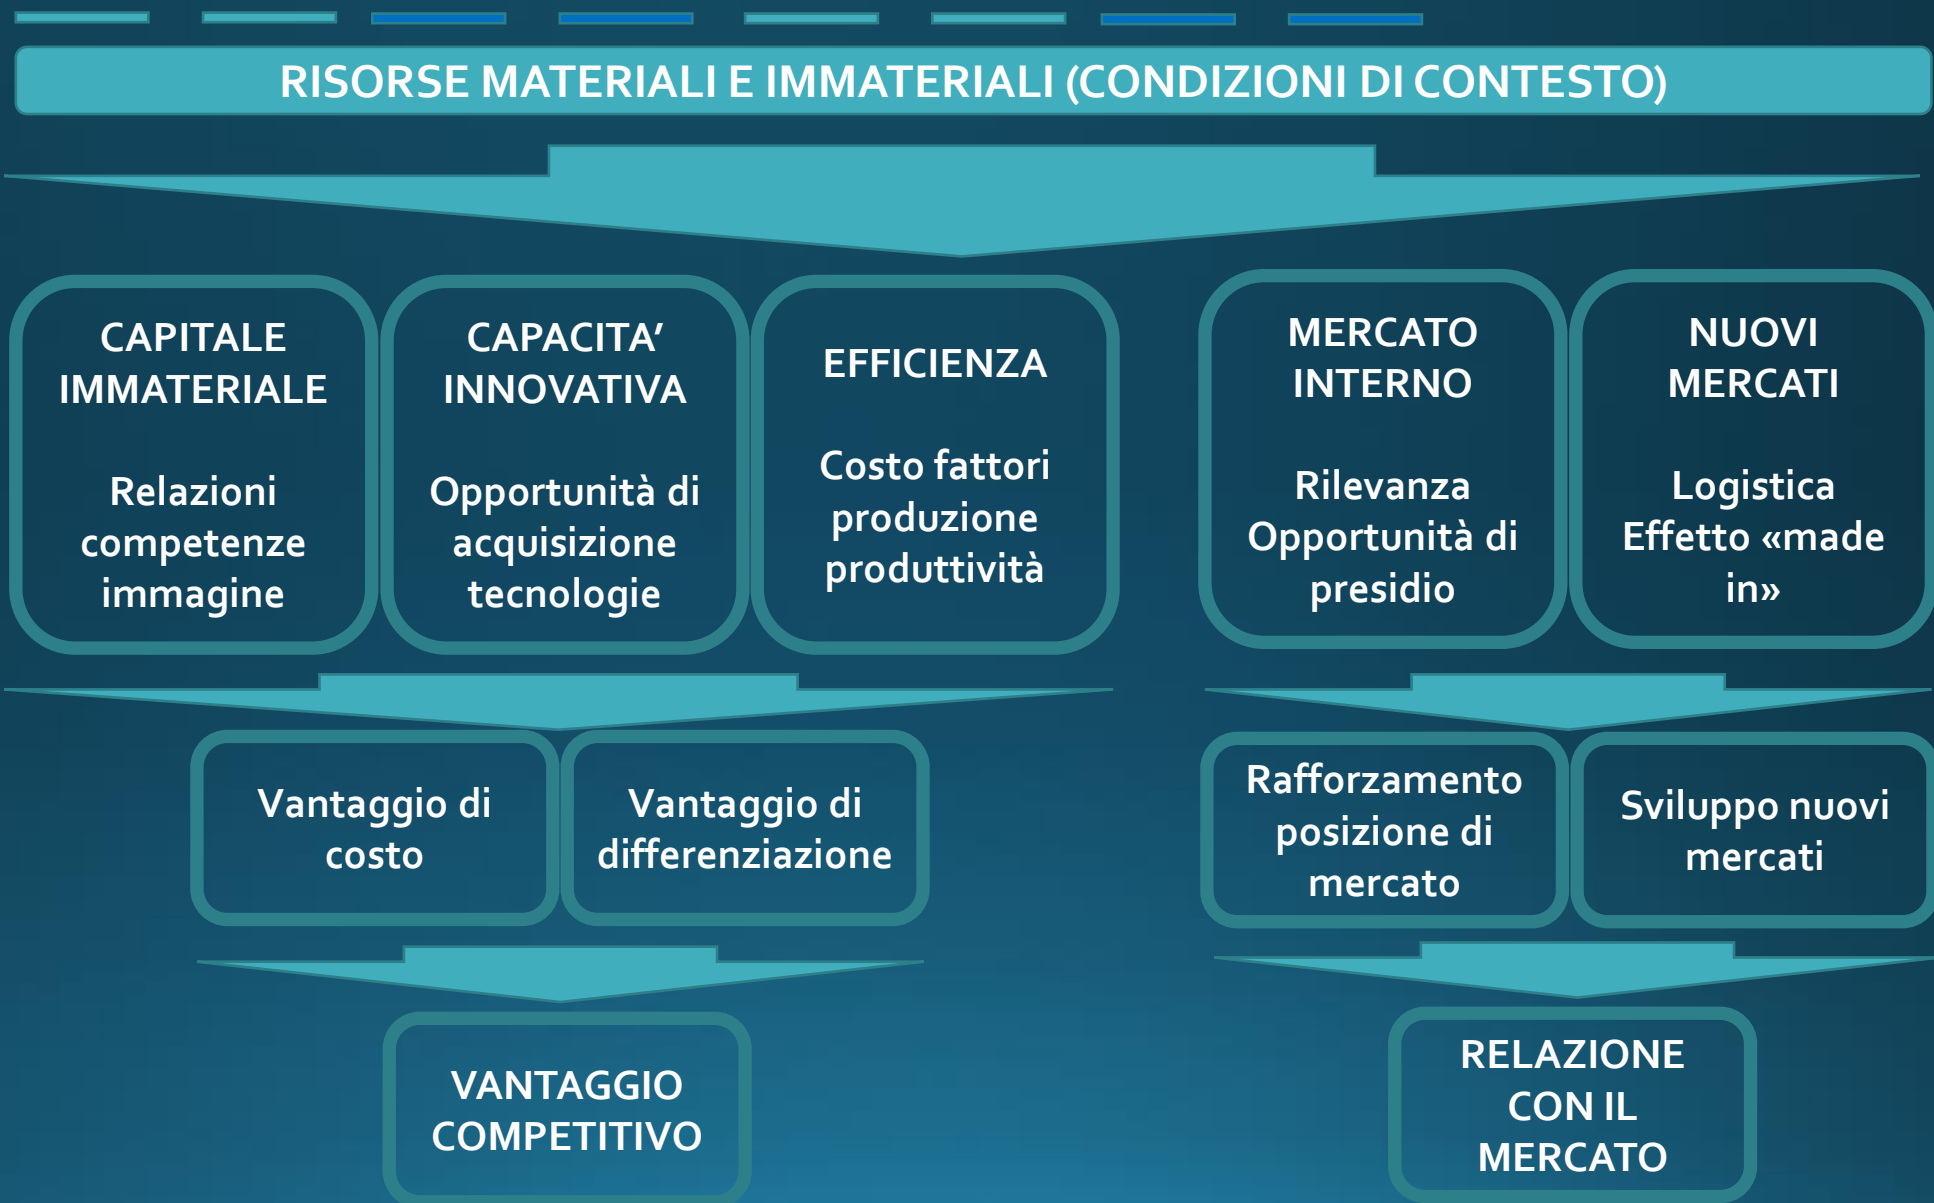 RISORSE MATERIALI E IMMATERIALI (CONDIZIONI DI CONTESTO)
CAPITALE
IMMATERIALE
Relazioni
competenze
immagine
CAPACITA’
INNOVATIVA
Opportunità di
acquisizione
tecnologie
EFFICIENZA
Costo fattori
produzione
produttività
MERCATO
INTERNO
Rilevanza
Opportunità di
presidio
NUOVI
MERCATI
Logistica
Effetto «made
in»
Vantaggio di
costo
Vantaggio di
differenziazione
Rafforzamento
posizione di
mercato
Sviluppo nuovi
mercati
VANTAGGIO
COMPETITIVO
RELAZIONE
CON IL
MERCATO